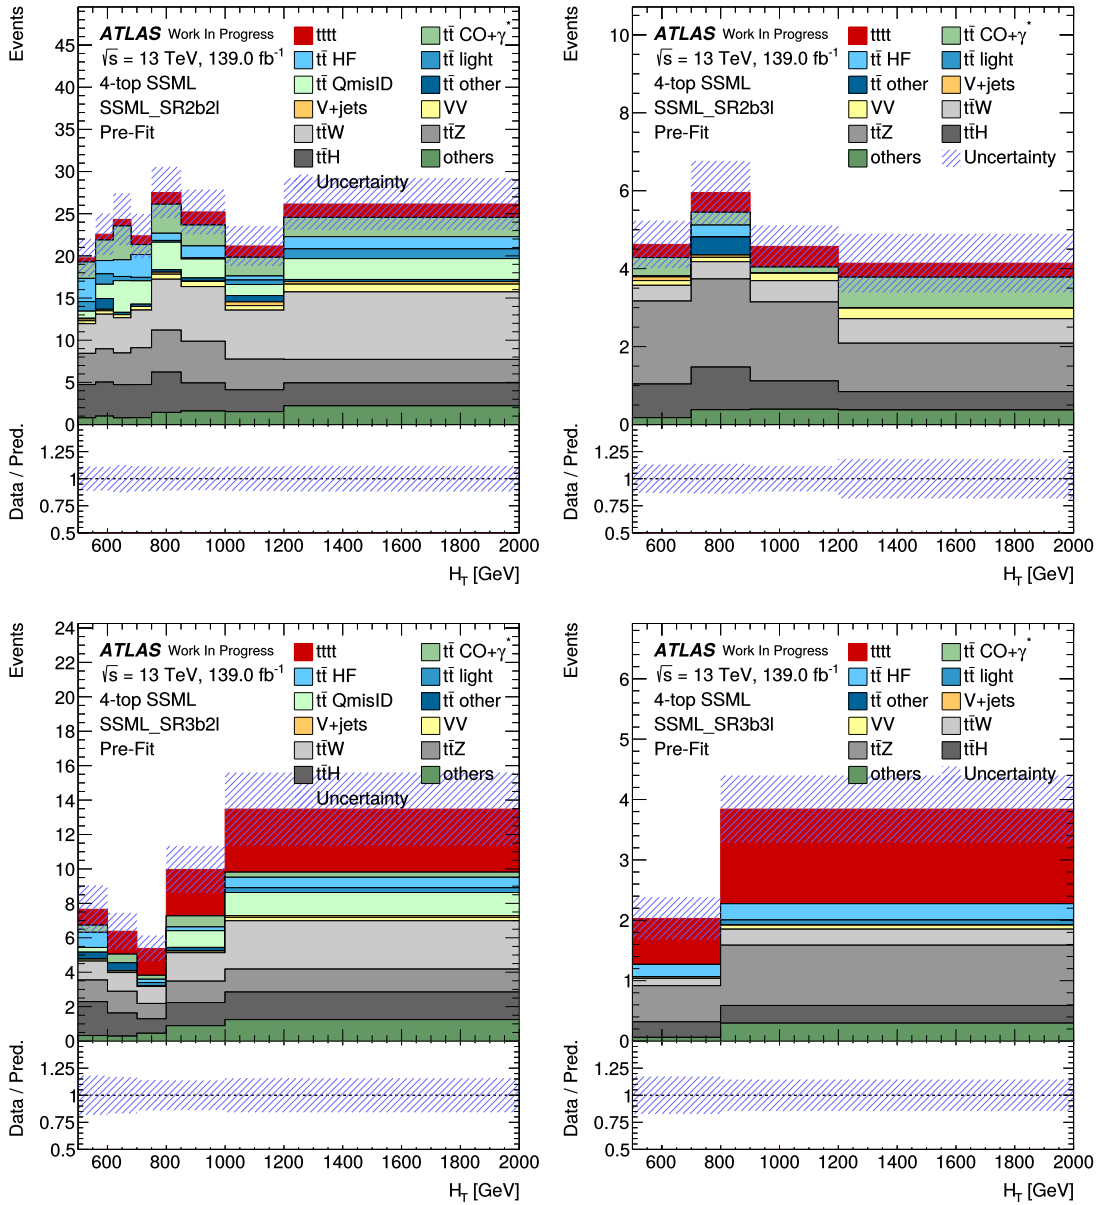 Events
ATLAS Work In Progress
√s = 13 TeV, 139.0 fb⁻¹
4-top SSML
SSML_SR2b2l
Pre-Fit
tttt
tt̄ CO+γ*
tt̄ HF
tt̄ light
tt̄ QmisID
tt̄ other
V+jets
VV
tt̄W
tt̄Z
tt̄H
others
Uncertainty
45
40
35
30
25
20
15
10
5
0
Data / Pred.
1.25
1
0.75
0.5
600 800 1000 1200 1400 1600 1800 2000
H_T [GeV]
Events
ATLAS Work In Progress
√s = 13 TeV, 139.0 fb⁻¹
4-top SSML
SSML_SR2b3l
Pre-Fit
tttt
tt̄ CO+γ*
tt̄ HF
tt̄ light
tt̄ other
V+jets
VV
tt̄W
tt̄Z
tt̄H
others
Uncertainty
10
8
6
4
2
0
Data / Pred.
1.25
1
0.75
0.5
600 800 1000 1200 1400 1600 1800 2000
H_T [GeV]
Events
ATLAS Work In Progress
√s = 13 TeV, 139.0 fb⁻¹
4-top SSML
SSML_SR3b2l
Pre-Fit
tttt
tt̄ CO+γ*
tt̄ HF
tt̄ light
tt̄ QmisID
tt̄ other
V+jets
VV
tt̄W
tt̄Z
tt̄H
others
Uncertainty
24
22
20
18
16
14
12
10
8
6
4
2
0
Data / Pred.
1.25
1
0.75
0.5
600 800 1000 1200 1400 1600 1800 2000
H_T [GeV]
Events
ATLAS Work In Progress
√s = 13 TeV, 139.0 fb⁻¹
4-top SSML
SSML_SR3b3l
Pre-Fit
tttt
tt̄ CO+γ*
tt̄ HF
tt̄ light
tt̄ other
V+jets
VV
tt̄W
tt̄Z
tt̄H
others
Uncertainty
6
5
4
3
2
1
0
Data / Pred.
1.25
1
0.75
0.5
600 800 1000 1200 1400 1600 1800 2000
H_T [GeV]